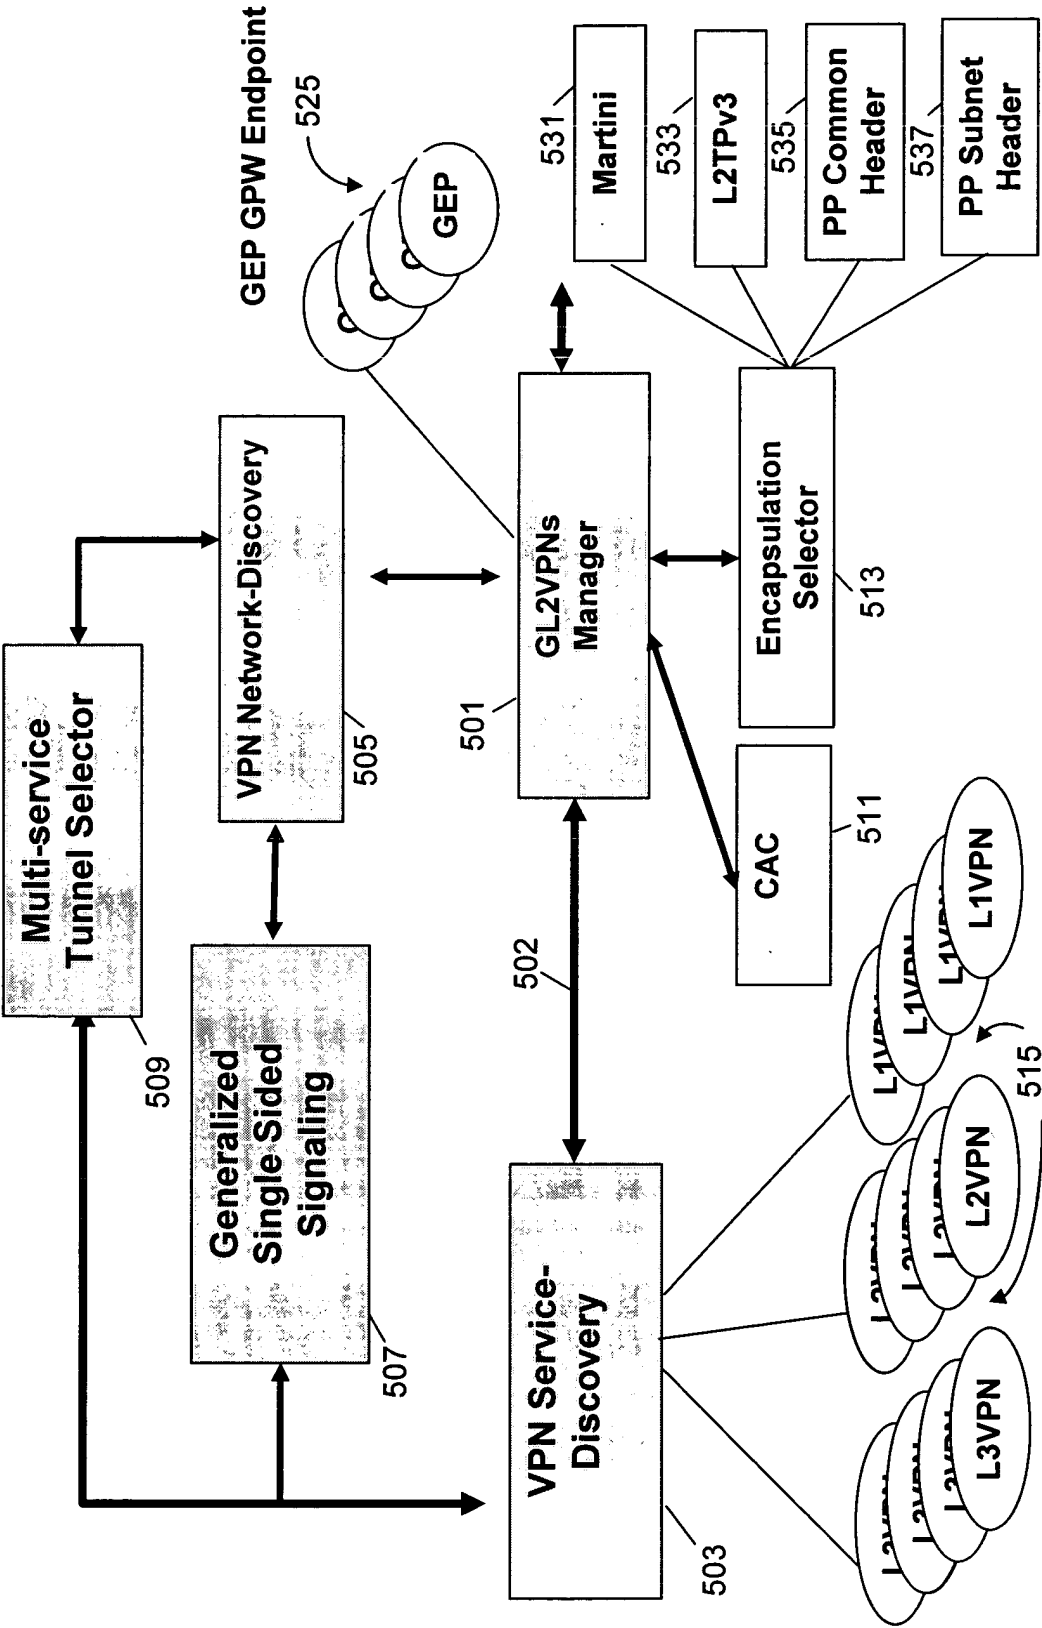 Multi-service
Tunnel Selector
509
Generalized
Single Sided
Signaling
507
VPN Network-Discovery
505
GEP GPW Endpoint
525
GEP
VPN Service-
Discovery
503
502
GL2VPNs
Manager
501
CAC
511
Encapsulation
Selector
513
Martini
531
L2TPv3
533
PP Common
Header
535
PP Subnet
Header
537
L3VPN
L2VPN
L1VPN
L1VPN
L1VPN
515